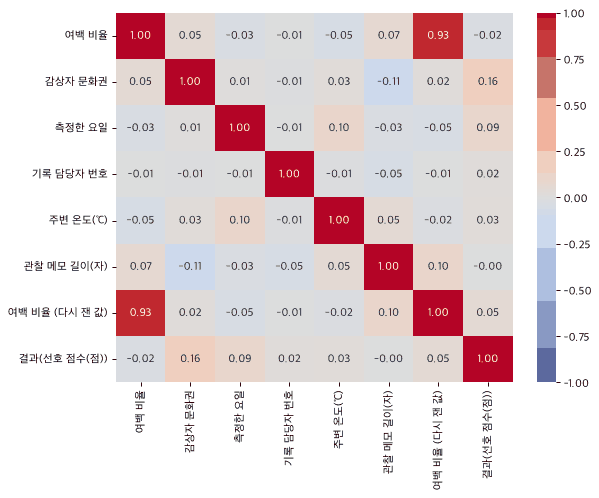 여백 비율 1.00 0.05 -0.03 -0.01 -0.05 0.07 0.93 -0.02
감상자 문화권 0.05 1.00 0.01 -0.01 0.03 -0.11 0.02 0.16
측정한 요일 -0.03 0.01 1.00 -0.01 0.10 -0.03 -0.05 0.09
기록 담당자 번호 -0.01 -0.01 -0.01 1.00 -0.01 -0.05 -0.01 0.02
주변 온도(℃) -0.05 0.03 0.10 -0.01 1.00 0.05 -0.02 0.03
관찰 메모 길이(자) 0.07 -0.11 -0.03 -0.05 0.05 1.00 0.10 -0.00
여백 비율 (다시 잰 값) 0.93 0.02 -0.05 -0.01 -0.02 0.10 1.00 0.05
결과(선호 점수(점)) -0.02 0.16 0.09 0.02 0.03 -0.00 0.05 1.00
여백 비율
감상자 문화권
측정한 요일
기록 담당자 번호
주변 온도(℃)
관찰 메모 길이(자)
여백 비율 (다시 잰 값)
결과(선호 점수(점))
1.00
0.75
0.50
0.25
0.00
-0.25
-0.50
-0.75
-1.00